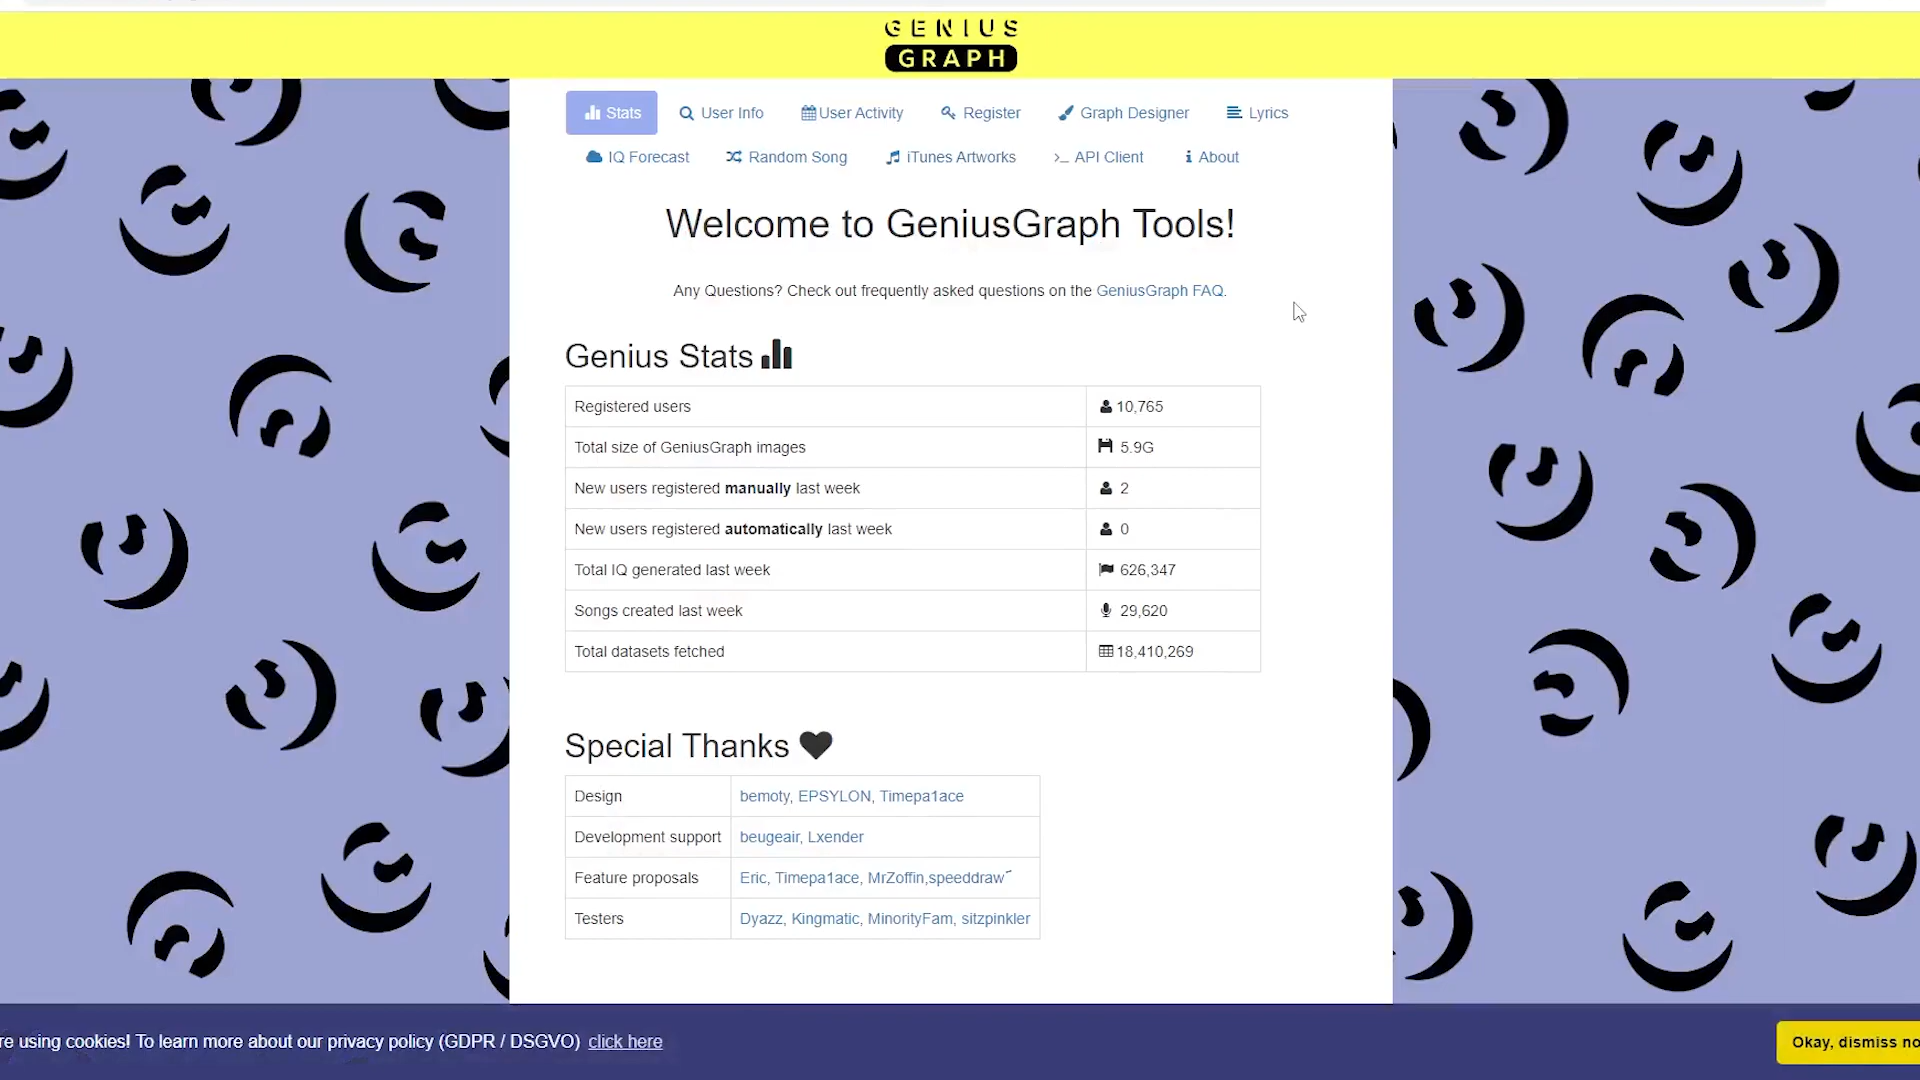 GENIUS
GRAPH
Stats User Info User Activity Register Graph Designer Lyrics
IQ Forecast Random Song iTunes Artworks API Client About
Welcome to GeniusGraph Tools!
Any Questions? Check out frequently asked questions on the GeniusGraph FAQ.
Genius Stats
Registered users 10,765
Total size of GeniusGraph images 5.9G
New users registered manually last week 2
New users registered automatically last week 0
Total IQ generated last week 626,347
Songs created last week 29,620
Total datasets fetched 18,410,269
Special Thanks
Design bemoty, EPSYLON, Timepa1ace
Development support beugeair, Lxender
Feature proposals Eric, Timepa1ace, MrZoffin,speeddraw´
Testers Dyazz, Kingmatic, MinorityFam, sitzpinkler
re using cookies! To learn more about our privacy policy (GDPR / DSGVO) click here
Okay, dismiss no